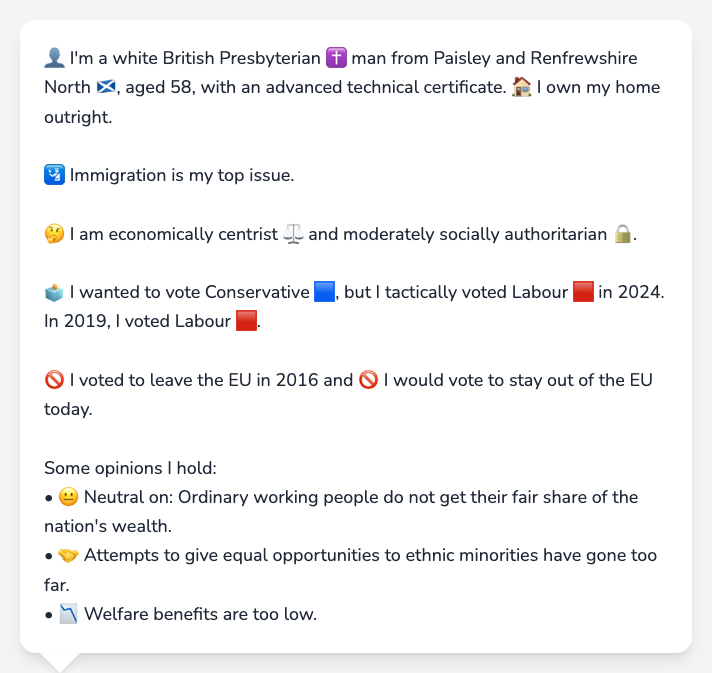 👤 I'm a white British Presbyterian ✝️ man from Paisley and Renfrewshire
North 🏴󠁧󠁢󠁳󠁣󠁴󠁿, aged 58, with an advanced technical certificate. 🏠 I own my home
outright.
🛂 Immigration is my top issue.
🤔 I am economically centrist ⚖️ and moderately socially authoritarian 🔒.
🗳️ I wanted to vote Conservative 🟦, but I tactically voted Labour 🟥 in 2024.
In 2019, I voted Labour 🟥.
🚫 I voted to leave the EU in 2016 and 🚫 I would vote to stay out of the EU
today.
Some opinions I hold:
• 😐 Neutral on: Ordinary working people do not get their fair share of the
nation's wealth.
• 🤝 Attempts to give equal opportunities to ethnic minorities have gone too
far.
• 📉 Welfare benefits are too low.